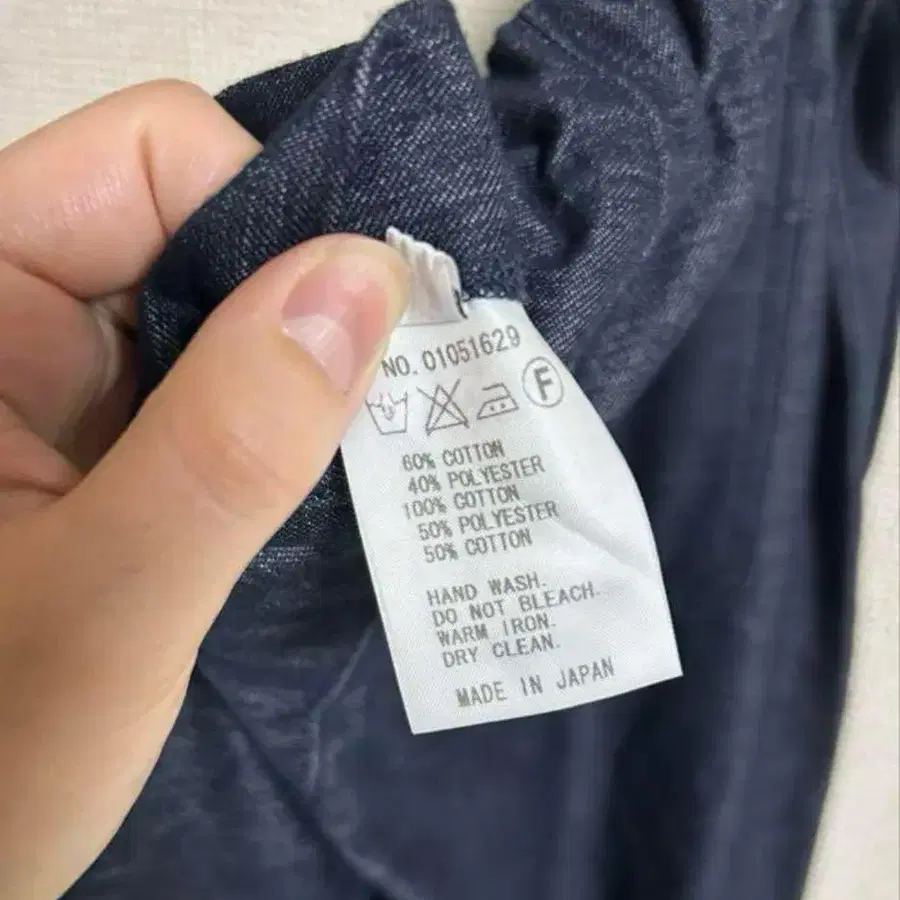 NO. 01051629
F
60% COTTON
40% POLYESTER
100% COTTON
50% POLYESTER
50% COTTON
HAND WASH.
DO NOT BLEACH.
WARM IRON.
DRY CLEAN.
MADE IN JAPAN